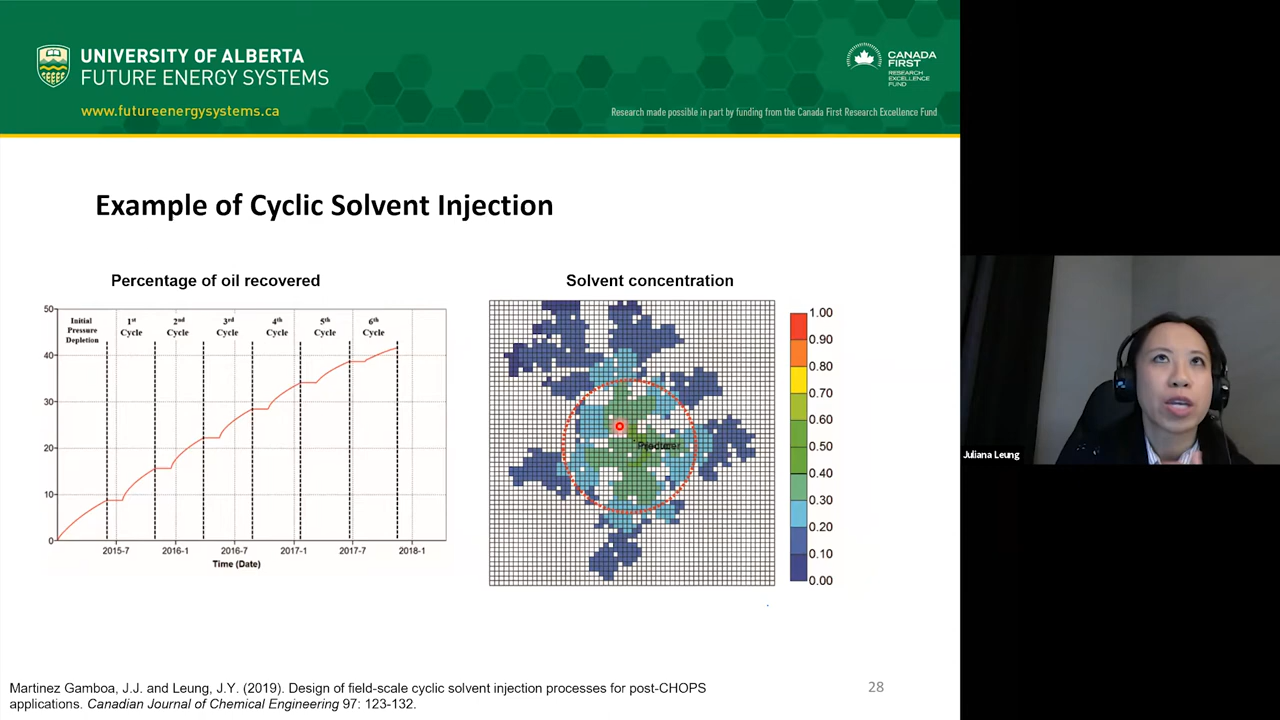 UNIVERSITY OF ALBERTA
FUTURE ENERGY SYSTEMS
www.futureenergysystems.ca
CANADA
FIRST
RESEARCH
EXCELLENCE
FUND
Research made possible in part by funding from the Canada First Research Excellence Fund
Example of Cyclic Solvent Injection
Percentage of oil recovered
50
40
30
20
10
0
Initial
Pressure
Depletion
1st
Cycle
2nd
Cycle
3rd
Cycle
4th
Cycle
5th
Cycle
6th
Cycle
2015-7
2016-1
2016-7
2017-1
2017-7
2018-1
Time (Date)
Solvent concentration
Producer
1.00
0.90
0.80
0.70
0.60
0.50
0.40
0.30
0.20
0.10
0.00
Juliana Leung
Martinez Gamboa, J.J. and Leung, J.Y. (2019). Design of field-scale cyclic solvent injection processes for post-CHOPS
applications. Canadian Journal of Chemical Engineering 97: 123-132.
28